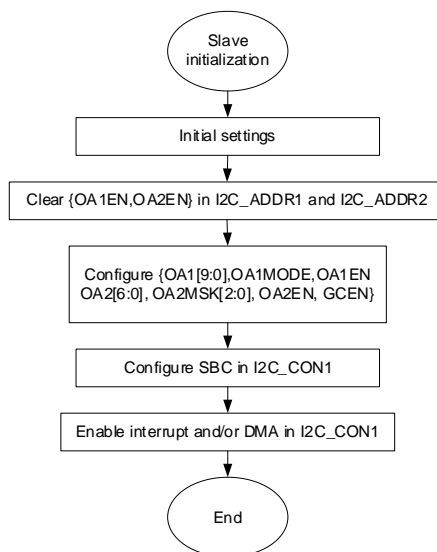 Slave
initialization
Initial settings
Clear {OA1EN,OA2EN} in I2C_ADDR1 and I2C_ADDR2
Configure {OA1[9:0],OA1MODE,OA1EN
OA2[6:0], OA2MSK[2:0], OA2EN, GCEN}
Configure SBC in I2C_CON1
Enable interrupt and/or DMA in I2C_CON1
End